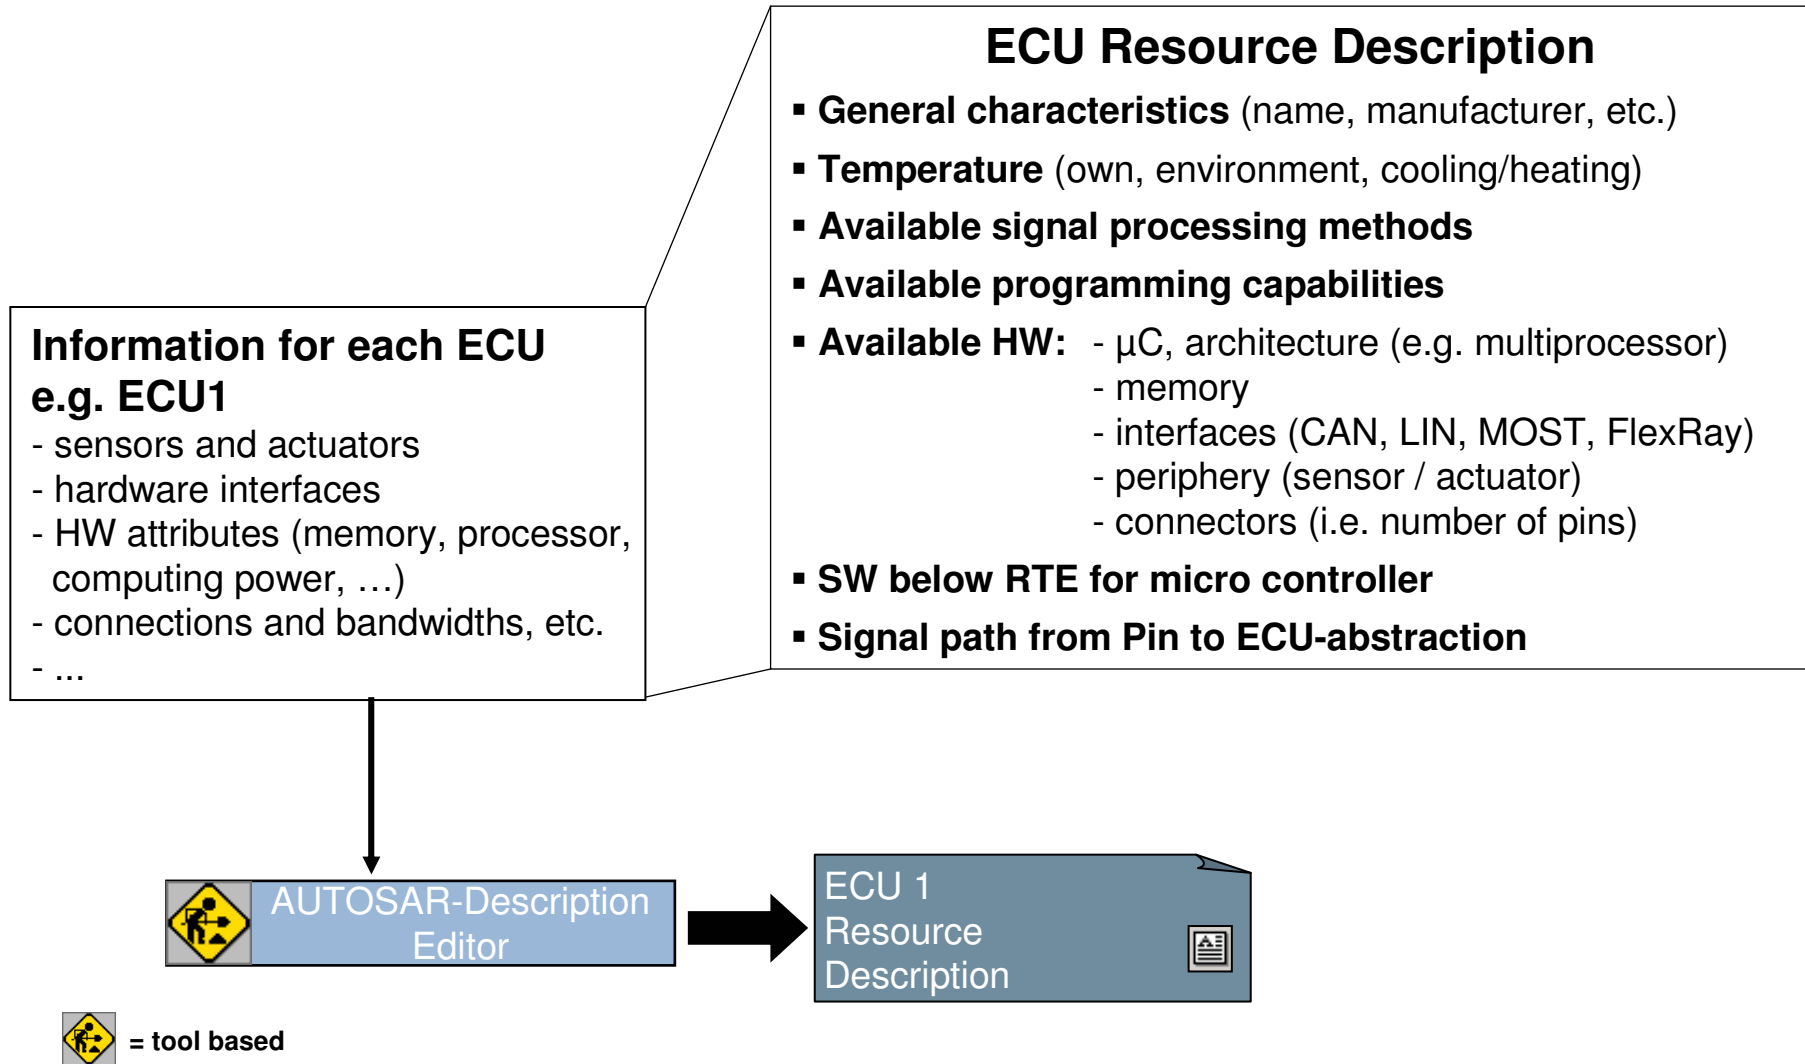 ECU Resource Description
▪ General characteristics (name, manufacturer, etc.)
▪ Temperature (own, environment, cooling/heating)
▪ Available signal processing methods
▪ Available programming capabilities
▪ Available HW: - µC, architecture (e.g. multiprocessor)
- memory
- interfaces (CAN, LIN, MOST, FlexRay)
- periphery (sensor / actuator)
- connectors (i.e. number of pins)
▪ SW below RTE for micro controller
▪ Signal path from Pin to ECU-abstraction
Information for each ECU
e.g. ECU1
- sensors and actuators
- hardware interfaces
- HW attributes (memory, processor,
computing power, …)
- connections and bandwidths, etc.
- ...
AUTOSAR-Description
Editor
ECU 1
Resource
Description
= tool based